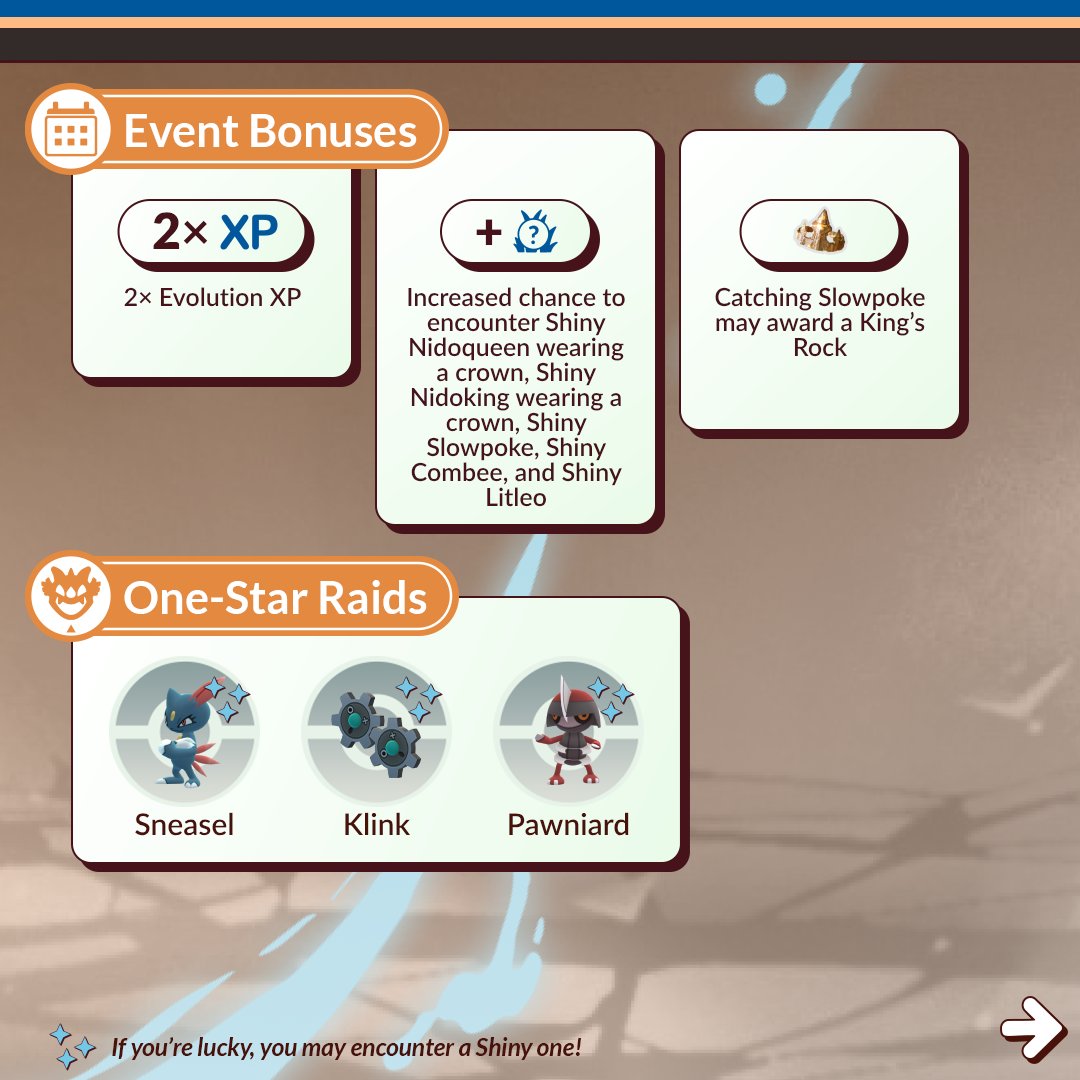 Event Bonuses
2× XP
2× Evolution XP
+ ?
Increased chance to
encounter Shiny
Nidoqueen wearing
a crown, Shiny
Nidoking wearing a
crown, Shiny
Slowpoke, Shiny
Combee, and Shiny
Litleo
Catching Slowpoke
may award a King’s
Rock
One-Star Raids
Sneasel
Klink
Pawniard
If you’re lucky, you may encounter a Shiny one!